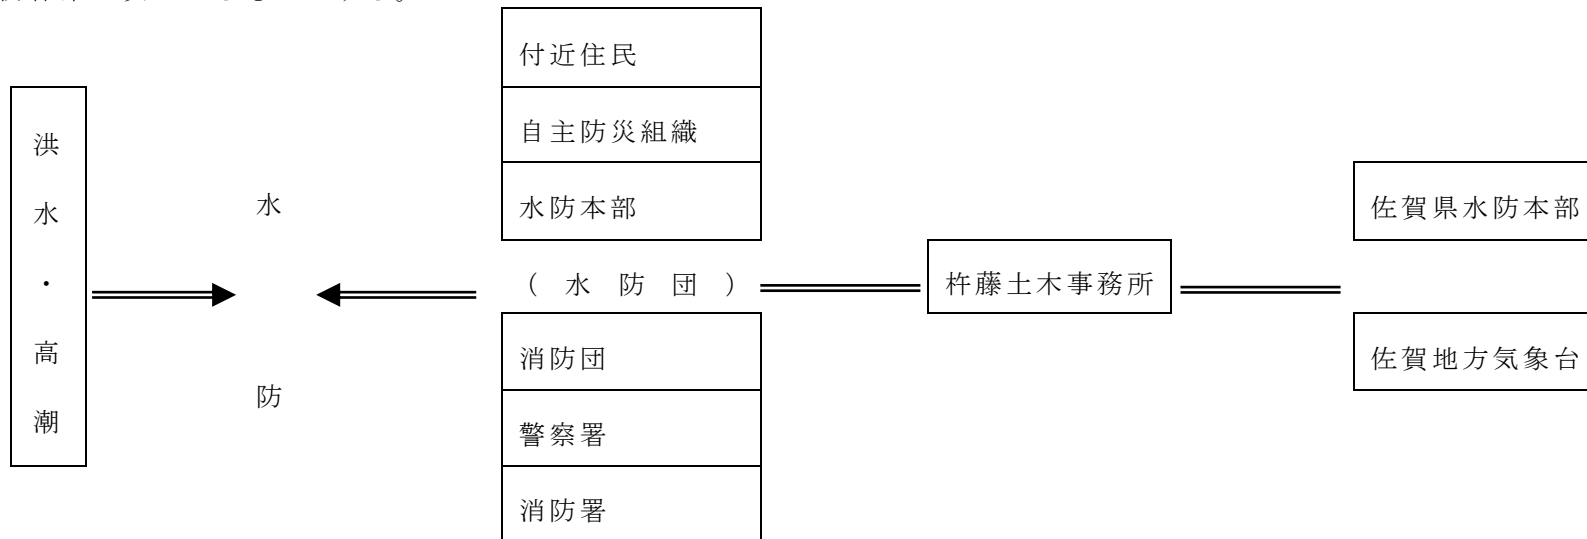 洪水・高潮
水防
付近住民
自主防災組織
水防本部
(水防団)
消防団
警察署
消防署
杵藤土木事務所
佐賀県水防本部
佐賀地方気象台